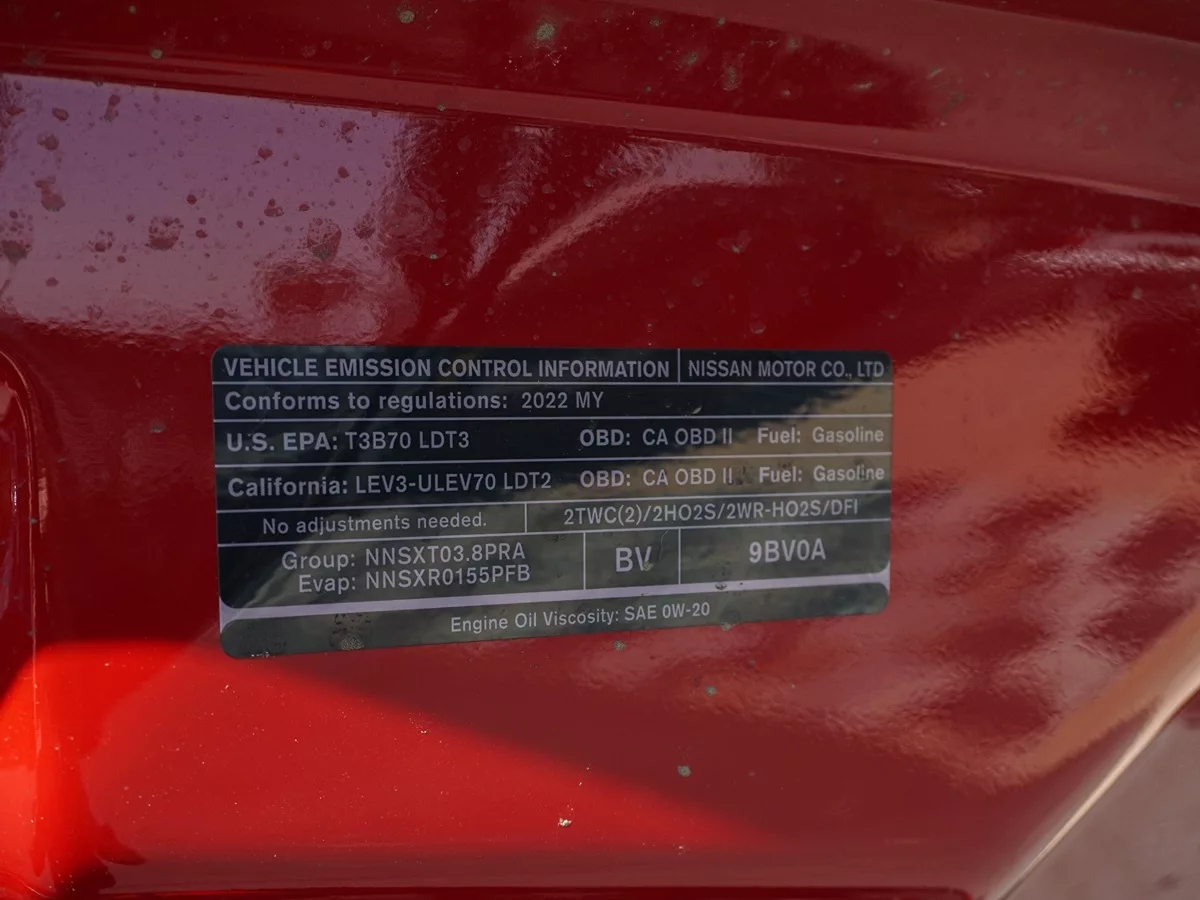 VEHICLE EMISSION CONTROL INFORMATION NISSAN MOTOR CO., LTD
Conforms to regulations: 2022 MY
U.S. EPA: T3B70 LDT3 OBD: CA OBD II Fuel: Gasoline
California: LEV3-ULEV70 LDT2 OBD: CA OBD II Fuel: Gasoline
No adjustments needed. 2TWC(2)/2HO2S/2WR-HO2S/DFI
Group: NNSXT03.8PRA BV 9BV0A
Evap: NNSXR0155PFB
Engine Oil Viscosity: SAE 0W-20